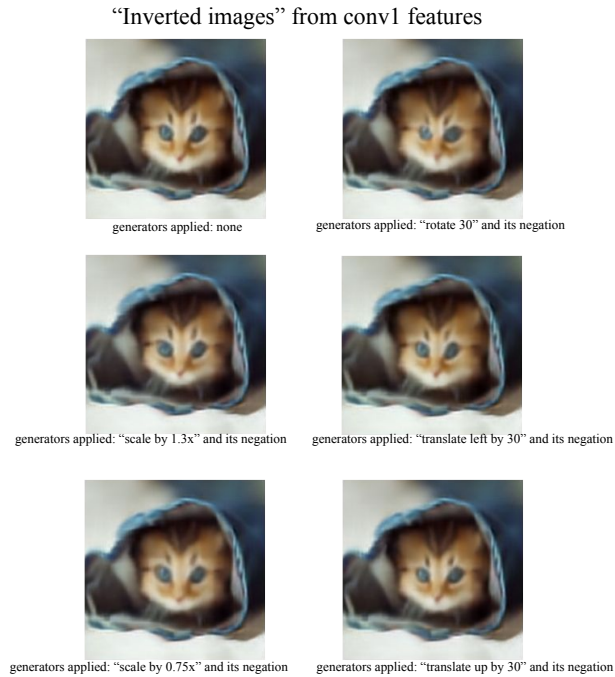 “Inverted images” from conv1 features
generators applied: none
generators applied: “rotate 30” and its negation
generators applied: “scale by 1.3x” and its negation
generators applied: “translate left by 30” and its negation
generators applied: “scale by 0.75x” and its negation
generators applied: “translate up by 30” and its negation